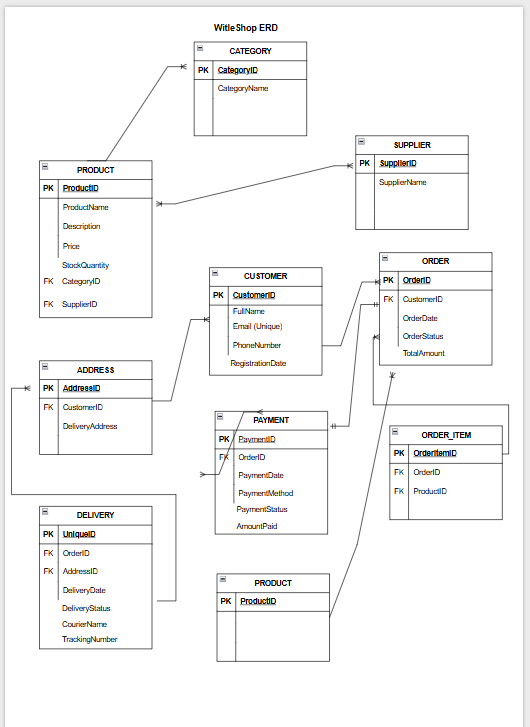 WitleShop ERD
CATEGORY
PK CategoryID
CategoryName
SUPPLIER
PK SupplierID
SupplierName
PRODUCT
PK ProductID
ProductName
Description
Price
StockQuantity
FK CategoryID
FK SupplierID
ORDER
PK OrderID
FK CustomerID
OrderDate
OrderStatus
TotalAmount
CUSTOMER
PK CustomerID
FullName
Email (Unique)
PhoneNumber
RegistrationDate
ADDRESS
PK AddressID
FK CustomerID
DeliveryAddress
PAYMENT
PK PaymentID
FK OrderID
PaymentDate
PaymentMethod
PaymentStatus
AmountPaid
ORDER_ITEM
PK OrderItemID
FK OrderID
FK ProductID
DELIVERY
PK UniqueID
FK OrderID
FK AddressID
DeliveryDate
DeliveryStatus
CourierName
TrackingNumber
PRODUCT
PK ProductID